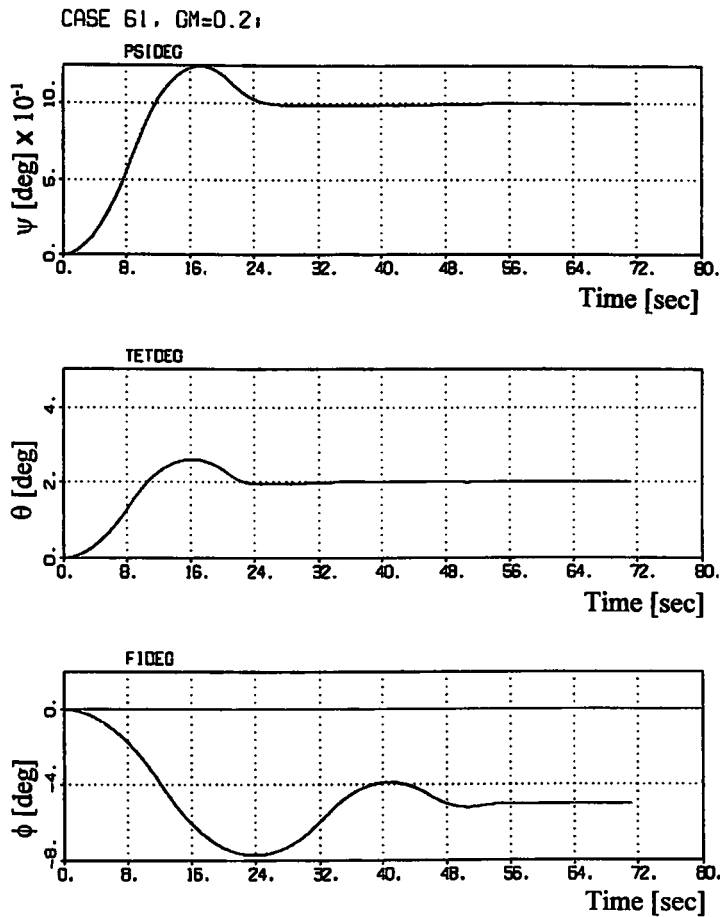 CASE 61, GM=0.2;
PSIDEG
ψ [deg] X 10⁻¹
10.
5.
0.
0. 8. 16. 24. 32. 40. 48. 56. 64. 72. 80.
Time [sec]
TETDEG
θ [deg]
4.
2.
0.
0. 8. 16. 24. 32. 40. 48. 56. 64. 72. 80.
Time [sec]
FIDEG
ϕ [deg]
0.
-4.
-8.
0. 8. 16. 24. 32. 40. 48. 56. 64. 72. 80.
Time [sec]